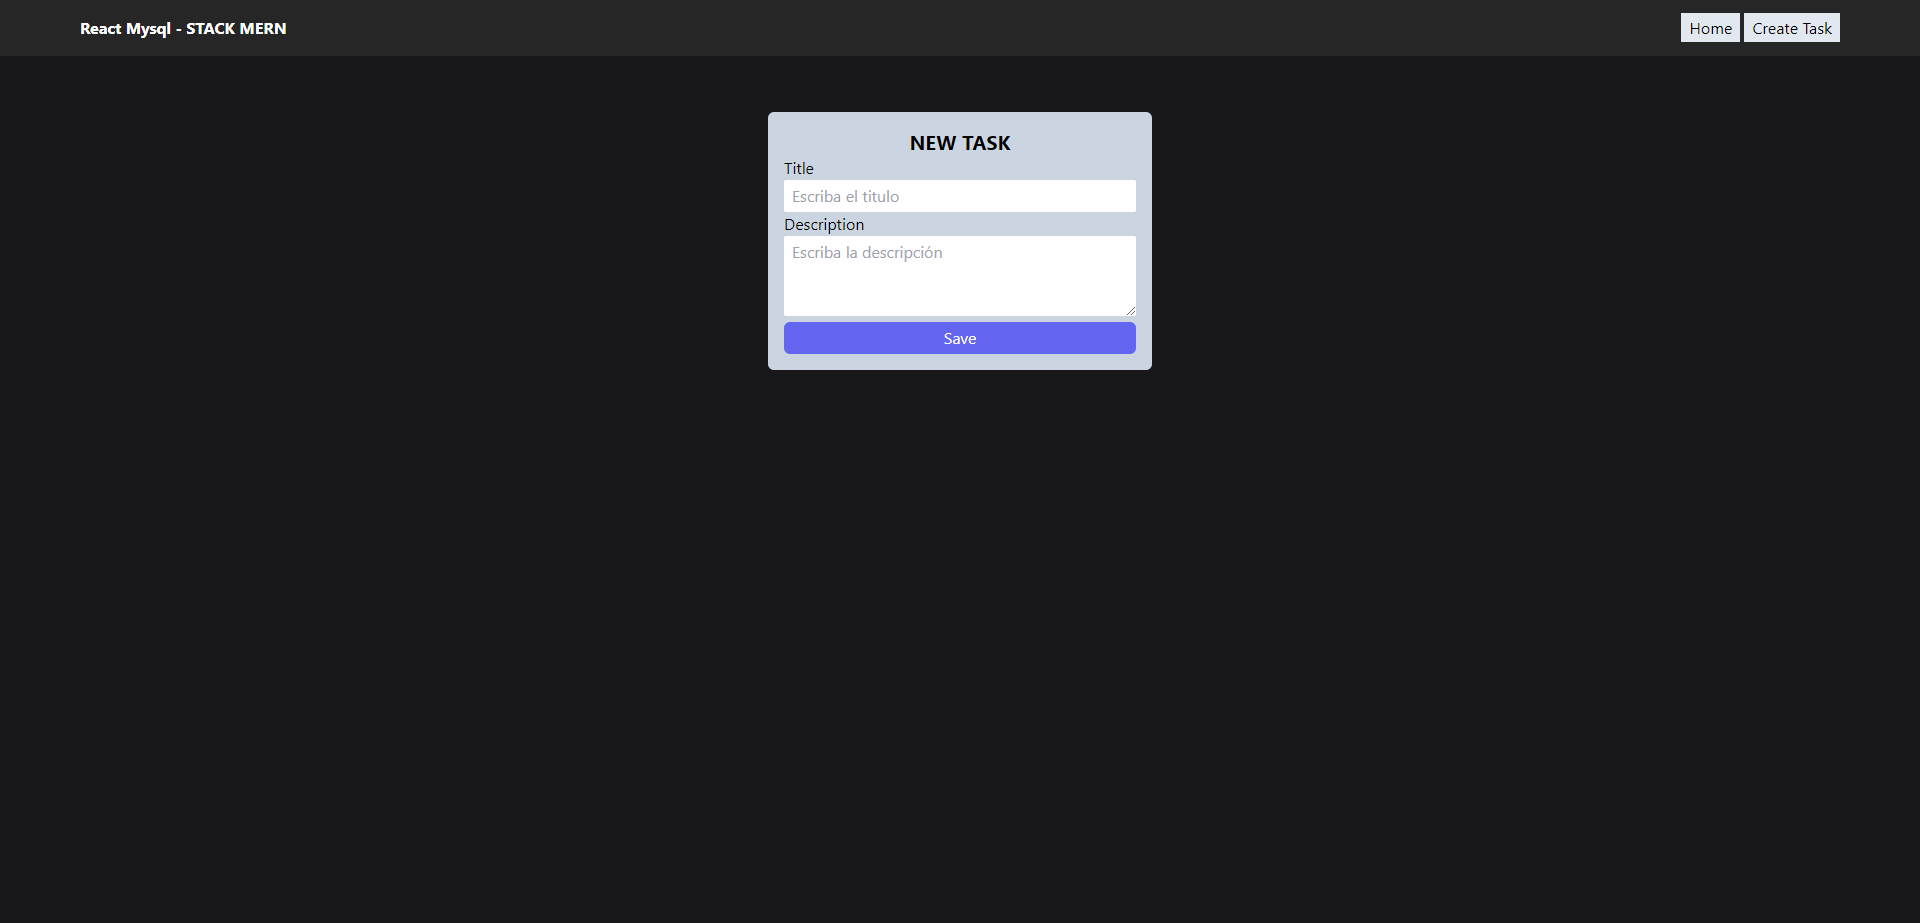 React Mysql - STACK MERN
Home
Create Task
NEW TASK
Title
Escriba el titulo
Description
Escriba la descripción
Save